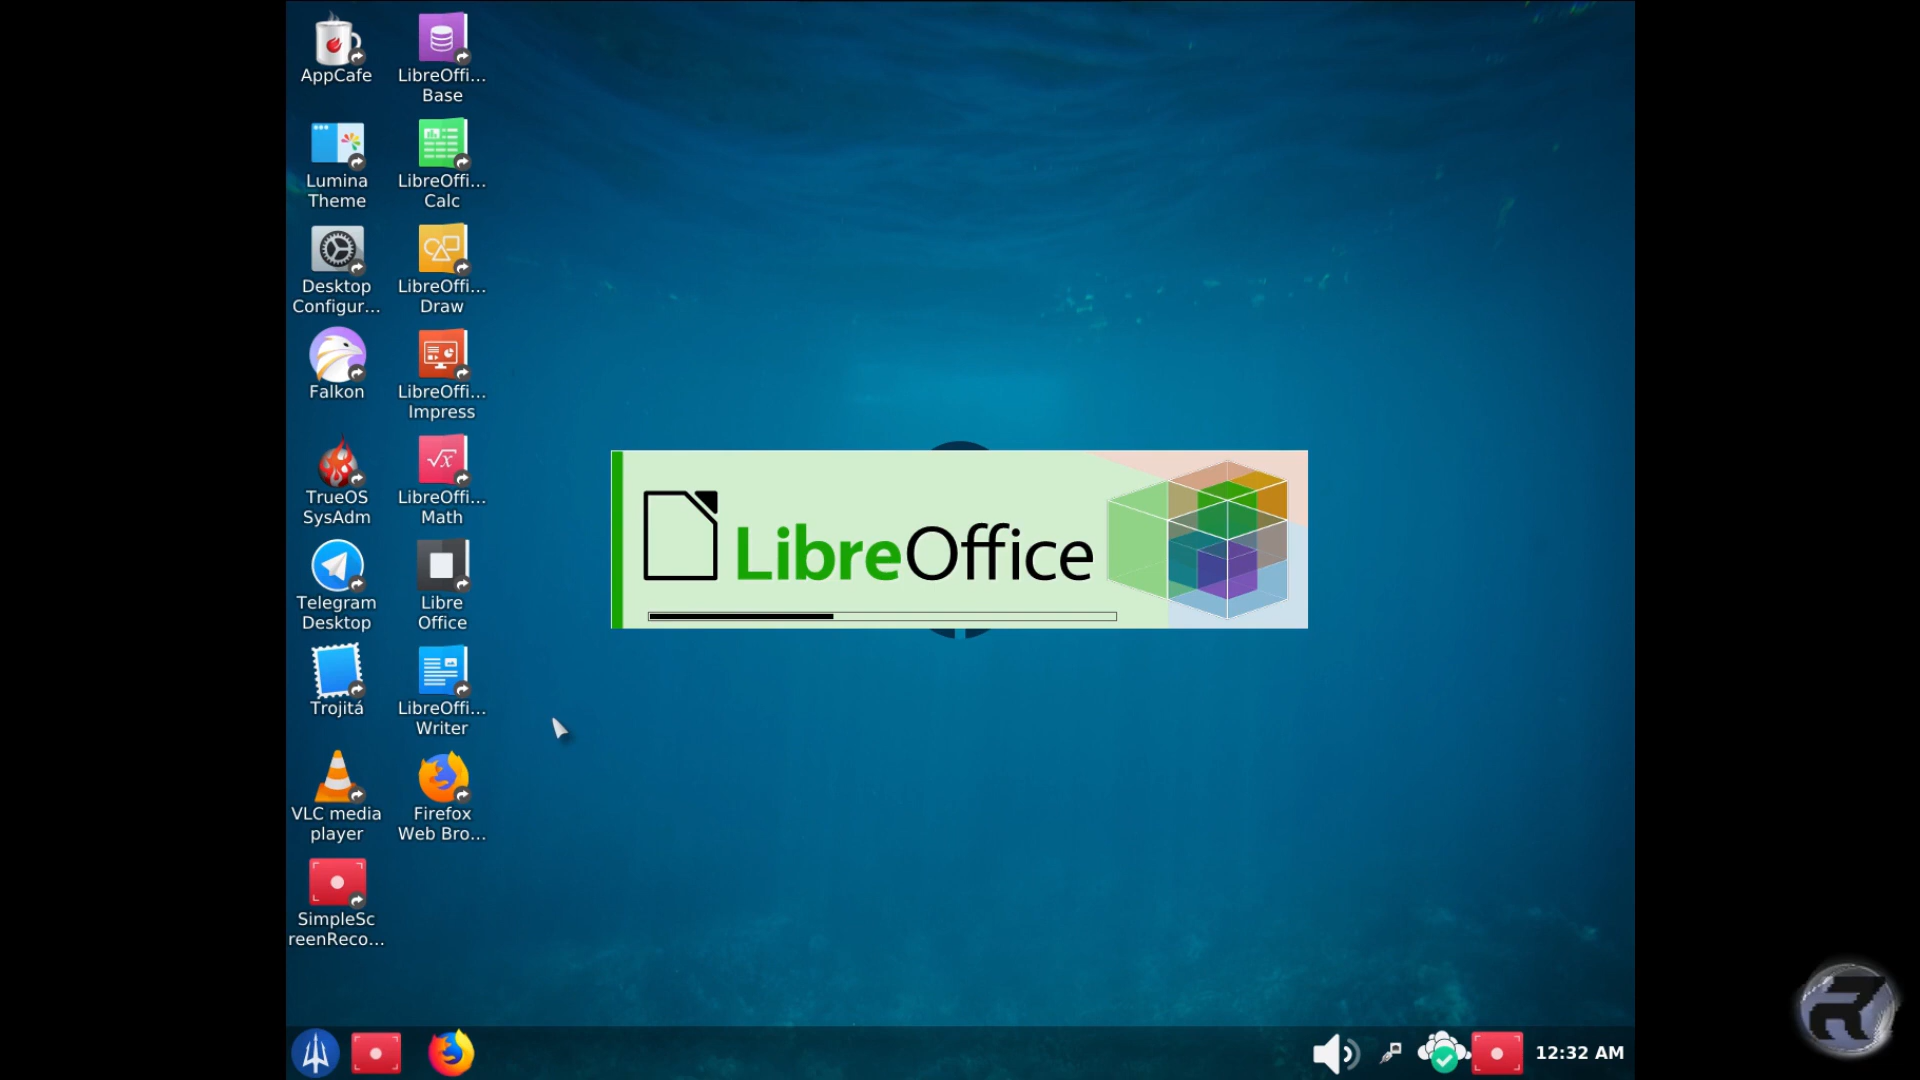 AppCafe
LibreOffi...
Base
Lumina
Theme
LibreOffi...
Calc
Desktop
Configur...
LibreOffi...
Draw
Falkon
LibreOffi...
Impress
TrueOS
SysAdm
LibreOffi...
Math
Telegram
Desktop
Libre
Office
Trojitá
LibreOffi...
Writer
VLC media
player
Firefox
Web Bro...
SimpleSc
reenReco...
LibreOffice
12:32 AM